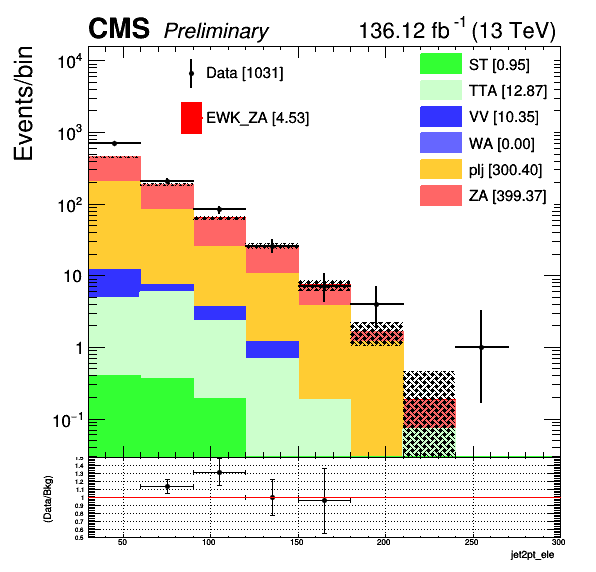 CMS Preliminary 136.12 fb⁻¹ (13 TeV)
Events/bin
10⁴
10³
10²
10
1
10⁻¹
Data [1031]
EWK_ZA [4.53]
ST [0.95]
TTA [12.87]
VV [10.35]
WA [0.00]
plj [300.40]
ZA [399.37]
(Data/Bkg)
1.5
1.4
1.3
1.2
1.1
1
0.9
0.8
0.7
0.6
0.5
50 100 150 200 250 300
jet2pt_ele